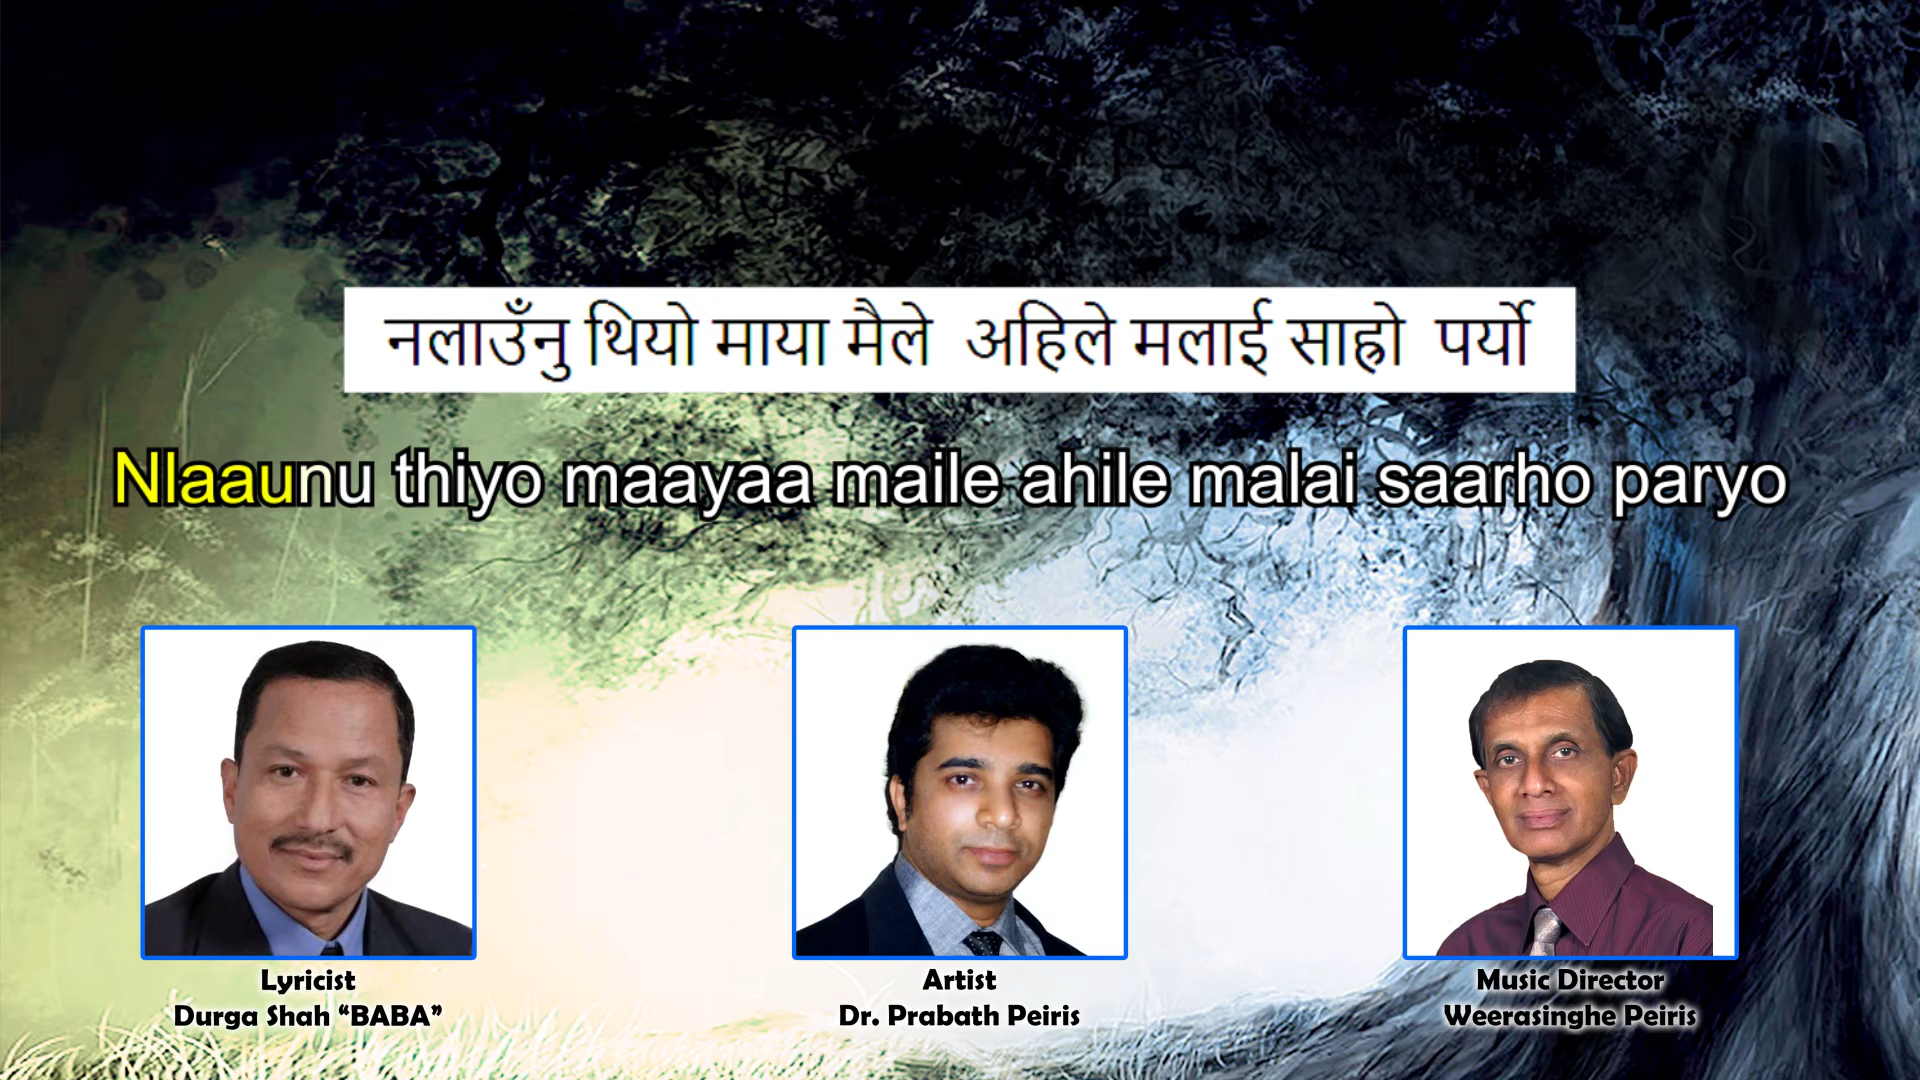 नलाउँनु थियो माया मैले अहिले मलाई साह्रो पर्यो
Nlaaunu thiyo maayaa maile ahile malai saarho paryo
Lyricist
Durga Shah “BABA”
Artist
Dr. Prabath Peiris
Music Director
Weerasinghe Peiris